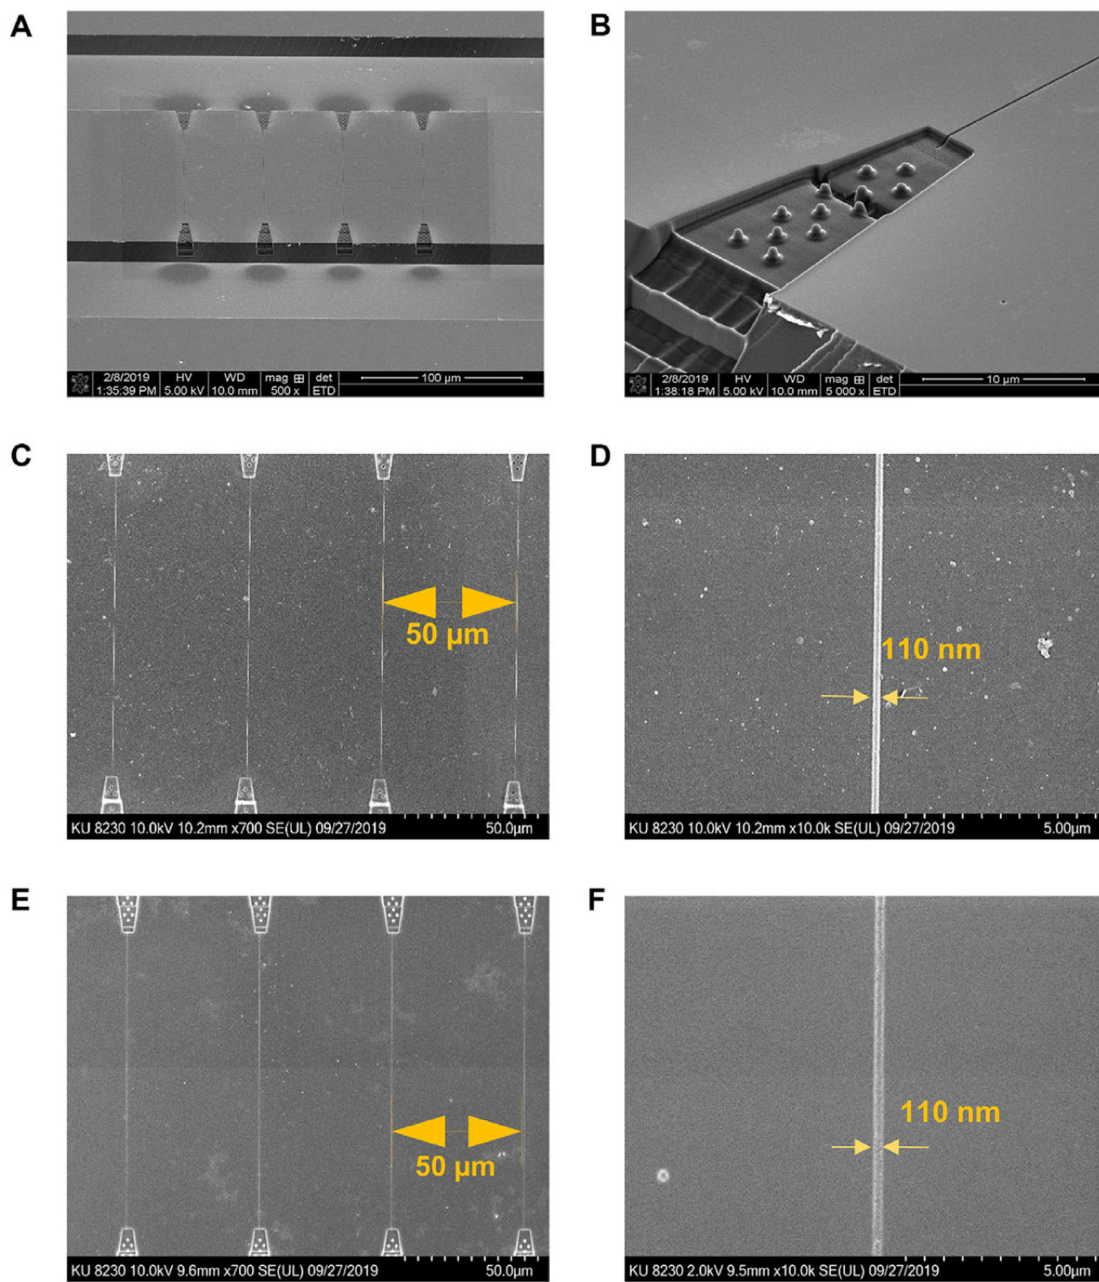 A
2/8/2019 HV WD mag ⊞ det 100 µm
1:35:39 PM 5.00 kV 10.0 mm 500 x ETD
B
2/8/2019 HV WD mag ⊞ det 10 µm
1:38:18 PM 5.00 kV 10.0 mm 5 000 x ETD
C
50 µm
KU 8230 10.0kV 10.2mm x700 SE(UL) 09/27/2019 50.0µm
D
110 nm
KU 8230 10.0kV 10.2mm x10.0k SE(UL) 09/27/2019 5.00µm
E
50 µm
KU 8230 10.0kV 9.6mm x700 SE(UL) 09/27/2019 50.0µm
F
110 nm
KU 8230 2.0kV 9.5mm x10.0k SE(UL) 09/27/2019 5.00µm